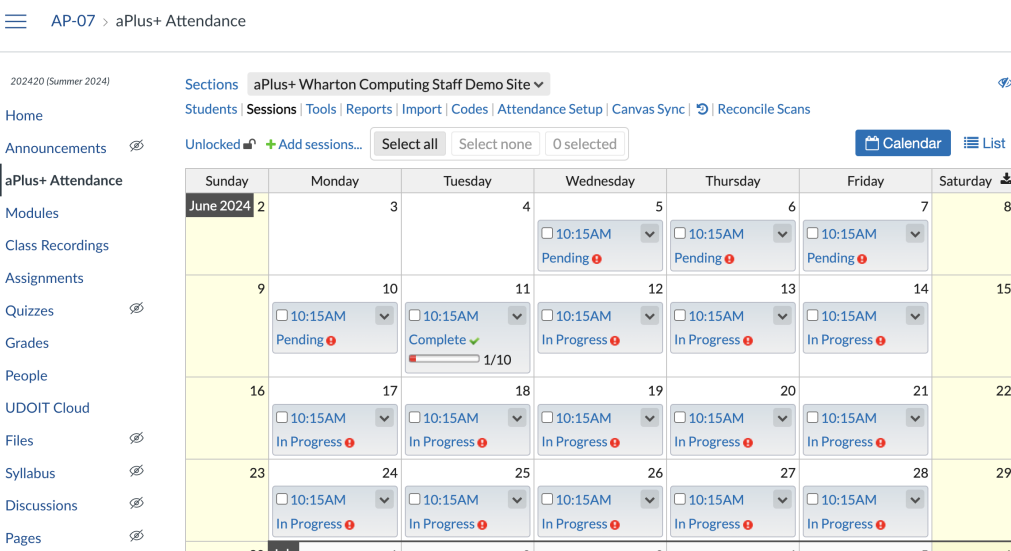 AP-07 > aPlus+ Attendance
202420 (Summer 2024)
Home
Announcements
aPlus+ Attendance
Modules
Class Recordings
Assignments
Quizzes
Grades
People
UDOIT Cloud
Files
Syllabus
Discussions
Pages
Sections aPlus+ Wharton Computing Staff Demo Site
Students | Sessions | Tools | Reports | Import | Codes | Attendance Setup | Canvas Sync | | Reconcile Scans
Unlocked + Add sessions... Select all Select none 0 selected Calendar List
Sunday Monday Tuesday Wednesday Thursday Friday Saturday
June 2024 2 3 4 5 6 7 8
10:15AM 10:15AM 10:15AM
Pending Pending Pending
9 10 11 12 13 14 15
10:15AM 10:15AM 10:15AM 10:15AM 10:15AM
Pending Complete In Progress In Progress In Progress
1/10
16 17 18 19 20 21 22
10:15AM 10:15AM 10:15AM 10:15AM 10:15AM
In Progress In Progress In Progress In Progress In Progress
23 24 25 26 27 28 29
10:15AM 10:15AM 10:15AM 10:15AM 10:15AM
In Progress In Progress In Progress In Progress In Progress